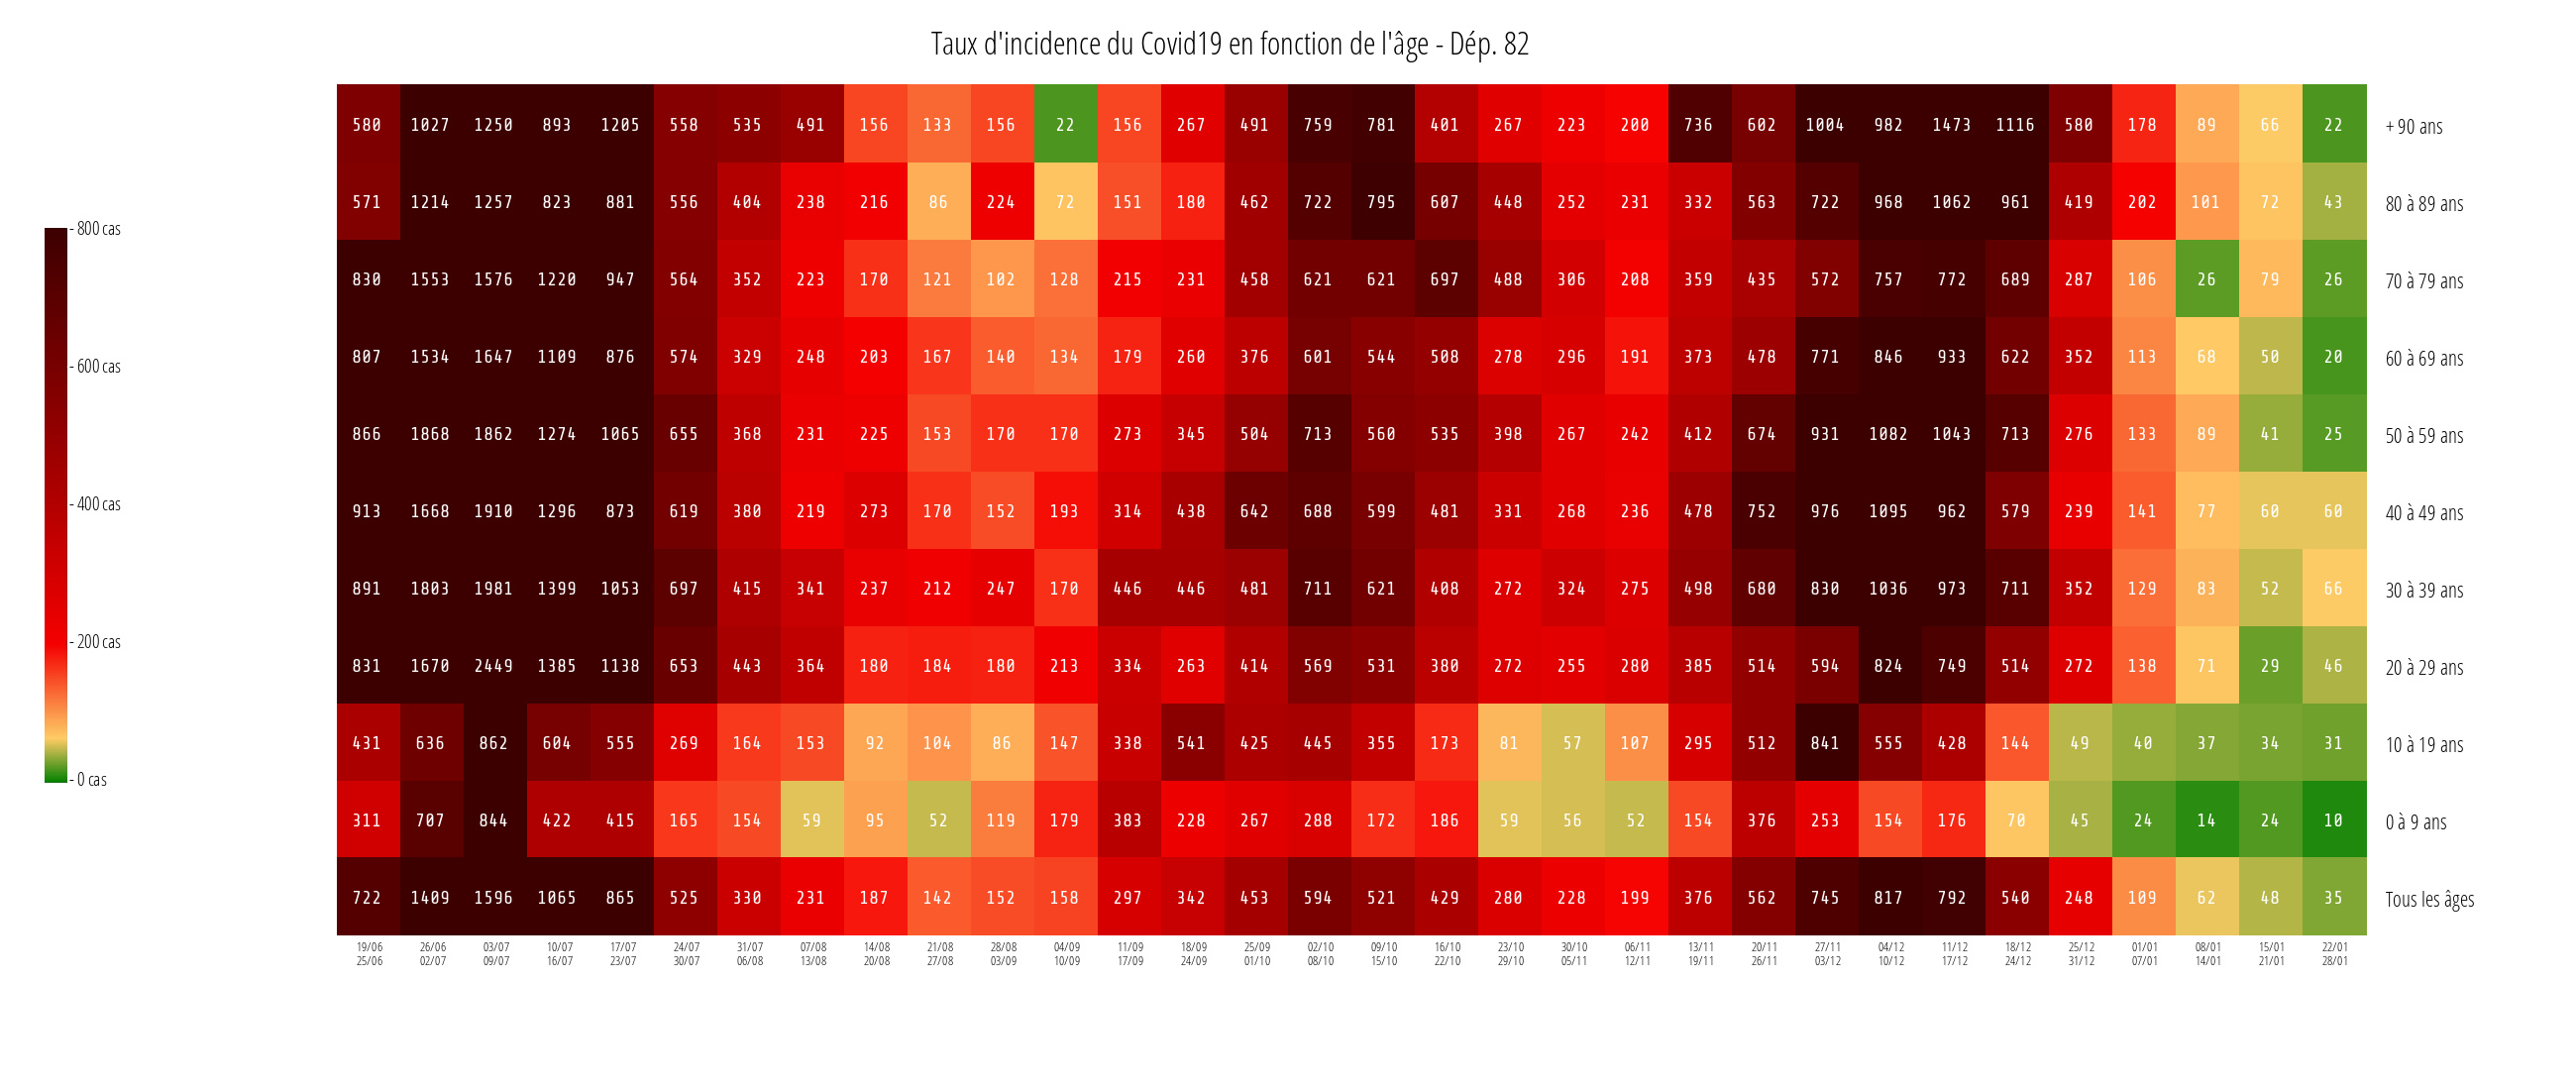 Taux d'incidence du Covid19 en fonction de l'âge - Dép. 82
- 800 cas
- 600 cas
- 400 cas
- 200 cas
- 0 cas
580 1027 1250 893 1205 558 535 491 156 133 156 22 156 267 491 759 781 401 267 223 200 736 602 1004 982 1473 1116 580 178 89 66 22 + 90 ans
571 1214 1257 823 881 556 404 238 216 86 224 72 151 180 462 722 795 607 448 252 231 332 563 722 968 1062 961 419 202 101 72 43 80 à 89 ans
830 1553 1576 1220 947 564 352 223 170 121 102 128 215 231 458 621 621 697 488 306 208 359 435 572 757 772 689 287 106 26 79 26 70 à 79 ans
807 1534 1647 1109 876 574 329 248 203 167 140 134 179 260 376 601 544 508 278 296 191 373 478 771 846 933 622 352 113 68 50 20 60 à 69 ans
866 1868 1862 1274 1065 655 368 231 225 153 170 170 273 345 504 713 560 535 398 267 242 412 674 931 1082 1043 713 276 133 89 41 25 50 à 59 ans
913 1668 1910 1296 873 619 380 219 273 170 152 193 314 438 642 688 599 481 331 268 236 478 752 976 1095 962 579 239 141 77 60 60 40 à 49 ans
891 1803 1981 1399 1053 697 415 341 237 212 247 170 446 446 481 711 621 408 272 324 275 498 680 830 1036 973 711 352 129 83 52 66 30 à 39 ans
831 1670 2449 1385 1138 653 443 364 180 184 180 213 334 263 414 569 531 380 272 255 280 385 514 594 824 749 514 272 138 71 29 46 20 à 29 ans
431 636 862 604 555 269 164 153 92 104 86 147 338 541 425 445 355 173 81 57 107 295 512 841 555 428 144 49 40 37 34 31 10 à 19 ans
311 707 844 422 415 165 154 59 95 52 119 179 383 228 267 288 172 186 59 56 52 154 376 253 154 176 70 45 24 14 24 10 0 à 9 ans
722 1409 1596 1065 865 525 330 231 187 142 152 158 297 342 453 594 521 429 280 228 199 376 562 745 817 792 540 248 109 62 48 35 Tous les âges
19/06 26/06 03/07 10/07 17/07 24/07 31/07 07/08 14/08 21/08 28/08 04/09 11/09 18/09 25/09 02/10 09/10 16/10 23/10 30/10 06/11 13/11 20/11 27/11 04/12 11/12 18/12 25/12 01/01 08/01 15/01 22/01
25/06 02/07 09/07 16/07 23/07 30/07 06/08 13/08 20/08 27/08 03/09 10/09 17/09 24/09 01/10 08/10 15/10 22/10 29/10 05/11 12/11 19/11 26/11 03/12 10/12 17/12 24/12 31/12 07/01 14/01 21/01 28/01